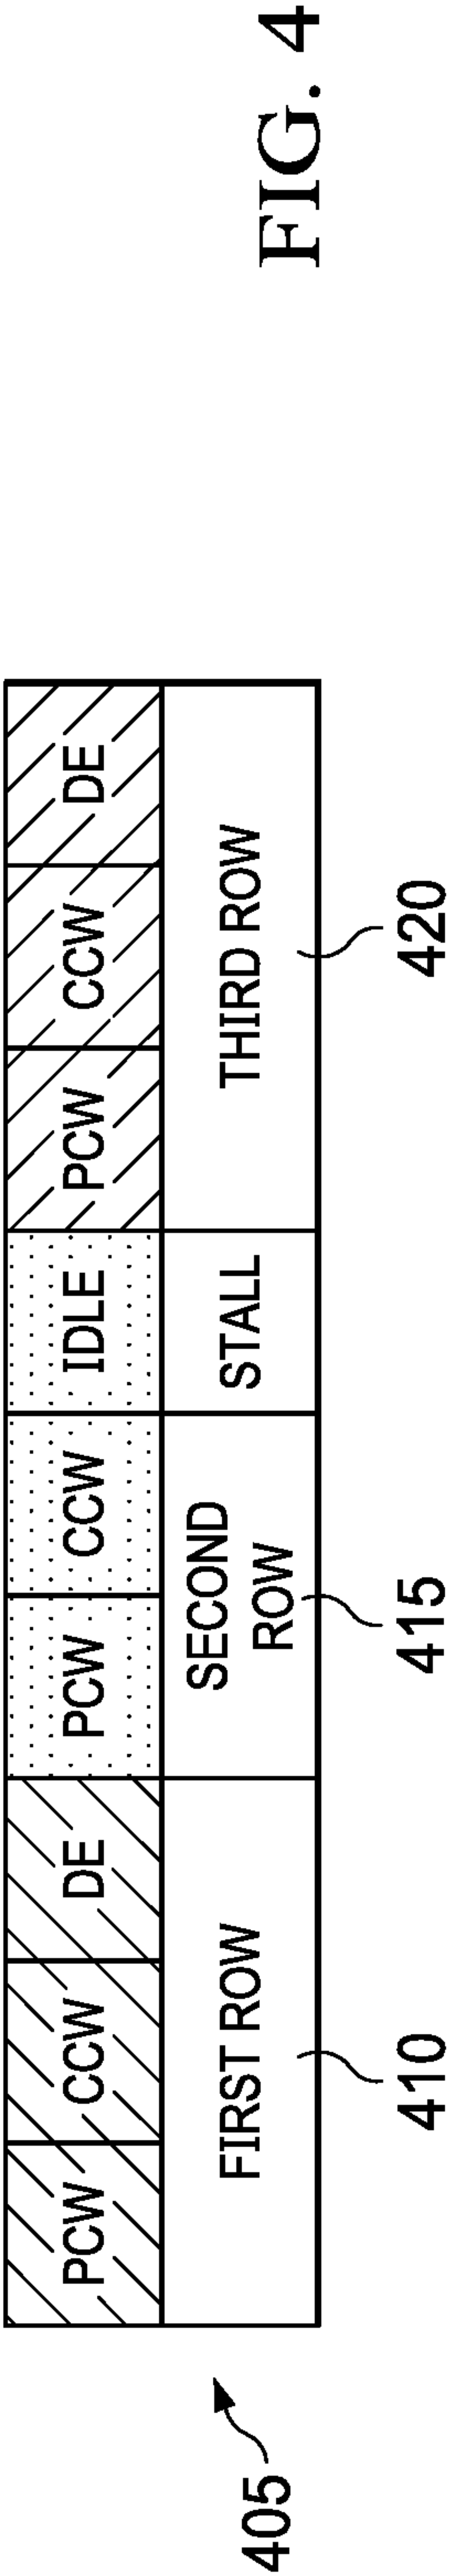 PCW CCW DE PCW CCW IDLE PCW CCW DE
FIRST ROW SECOND ROW STALL THIRD ROW
405
410 415 420
FIG. 4